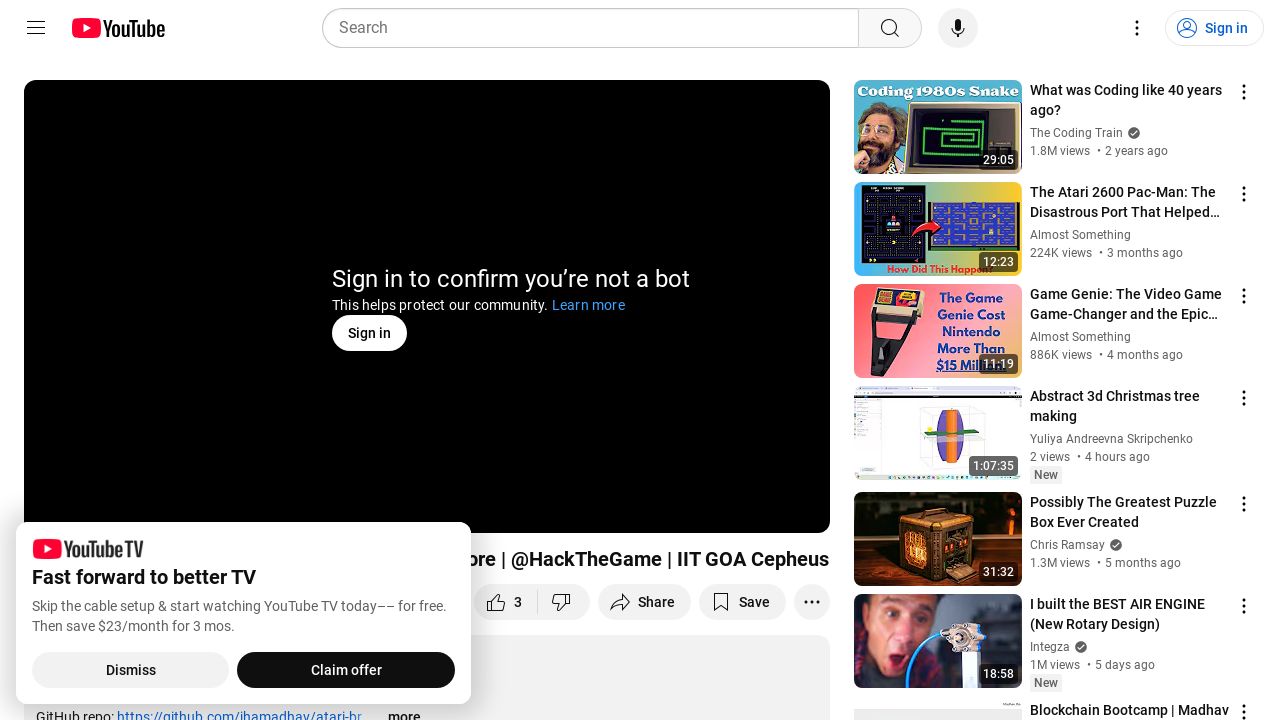 YouTube
Search
Sign in
Sign in to confirm you’re not a bot
This helps protect our community. Learn more
Sign in
ore | @HackTheGame | IIT GOA Cepheus
3
Share
Save
YouTube TV
Fast forward to better TV
Skip the cable setup & start watching YouTube TV today–– for free.
Then save $23/month for 3 mos.
Dismiss
Claim offer
GitHub repo: https://github.com/jhamadhav/atari-br
more
Coding 1980s Snake
29:05
What was Coding like 40 years
ago?
The Coding Train
1.8M views • 2 years ago
How Did This Happen?
12:23
The Atari 2600 Pac-Man: The
Disastrous Port That Helped…
Almost Something
224K views • 3 months ago
The Game
Genie Cost
Nintendo
More Than
$15 Million
11:19
Game Genie: The Video Game
Game-Changer and the Epic…
Almost Something
886K views • 4 months ago
1:07:35
Abstract 3d Christmas tree
making
Yuliya Andreevna Skripchenko
2 views • 4 hours ago
New
31:32
Possibly The Greatest Puzzle
Box Ever Created
Chris Ramsay
1.3M views • 5 months ago
18:58
I built the BEST AIR ENGINE
(New Rotary Design)
Integza
1M views • 5 days ago
New
Blockchain Bootcamp | Madhav